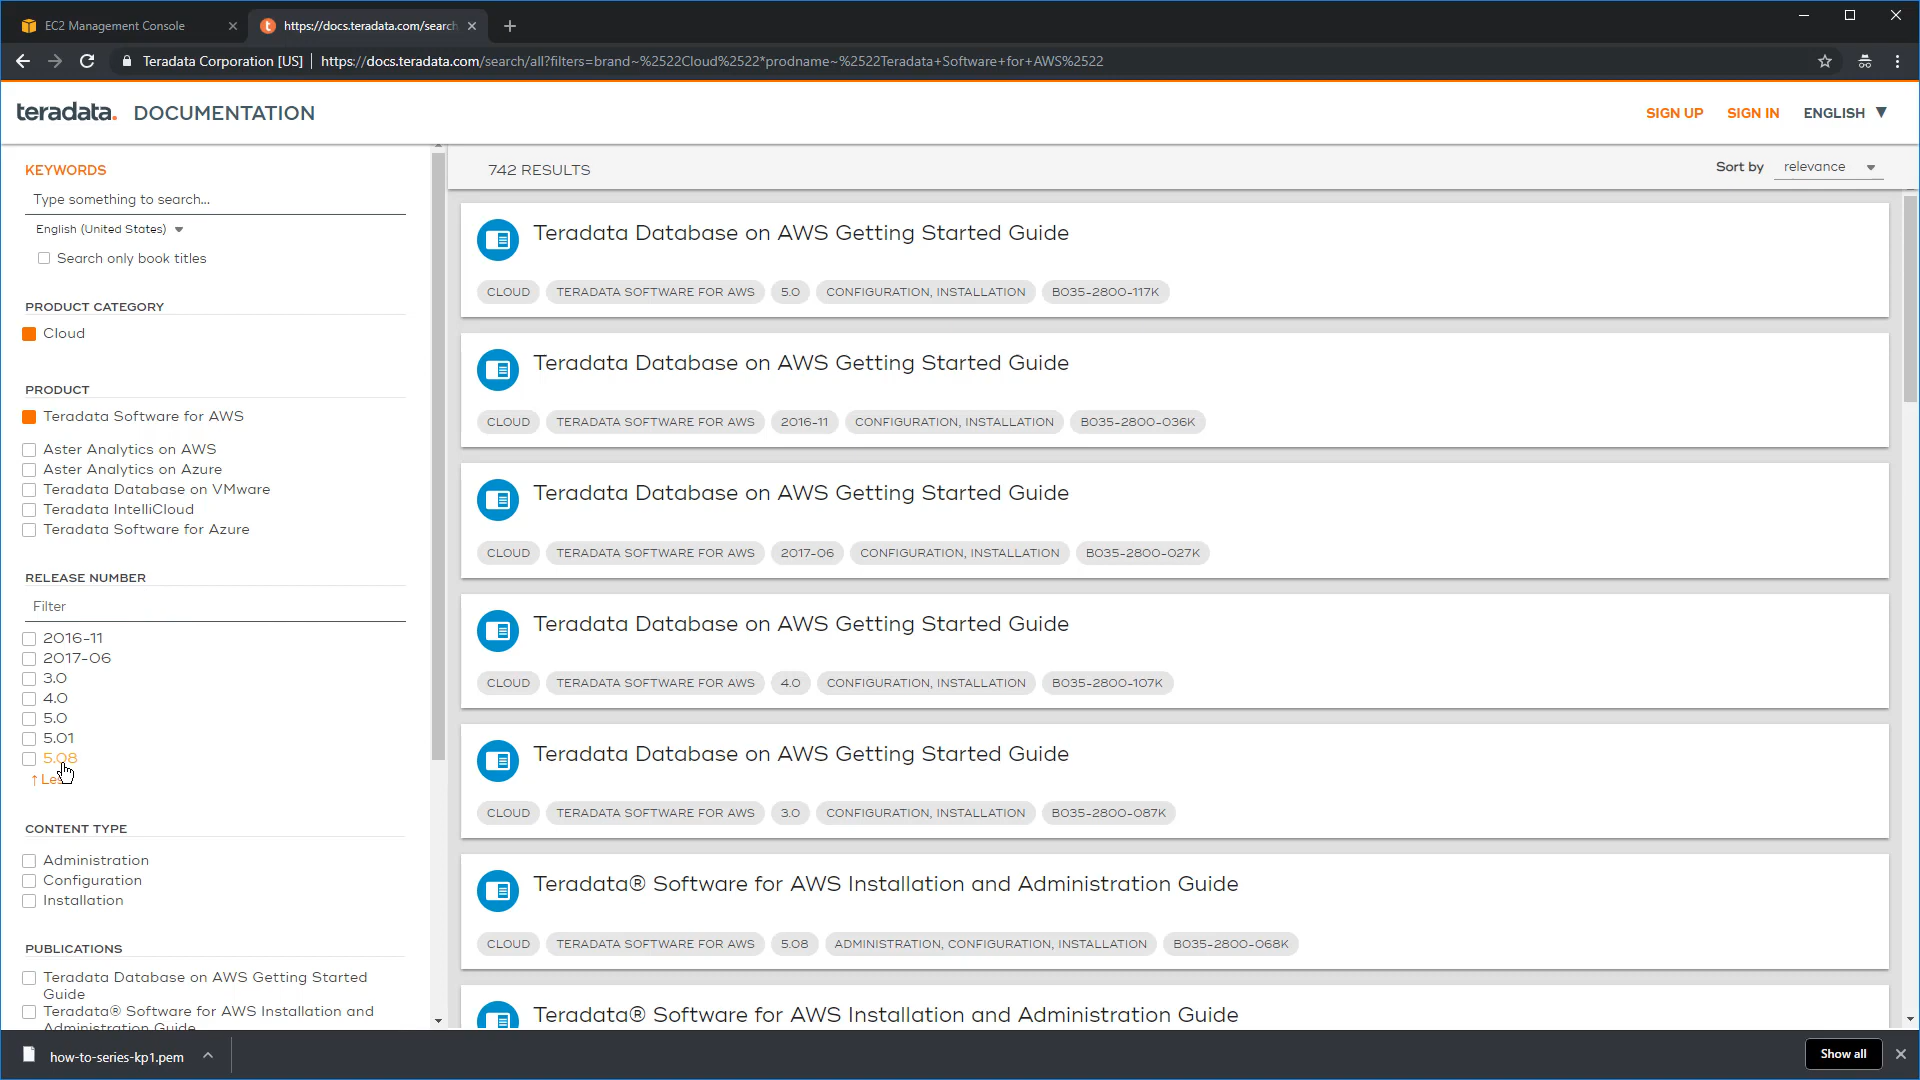 EC2 Management Console
https://docs.teradata.com/search
Teradata Corporation [US] | https://docs.teradata.com/search/all?filters=brand~%2522Cloud%2522*prodname~%2522Teradata+Software+for+AWS%2522
teradata. DOCUMENTATION
SIGN UP SIGN IN ENGLISH
KEYWORDS
Type something to search...
English (United States)
Search only book titles
PRODUCT CATEGORY
Cloud
PRODUCT
Teradata Software for AWS
Aster Analytics on AWS
Aster Analytics on Azure
Teradata Database on VMware
Teradata IntelliCloud
Teradata Software for Azure
RELEASE NUMBER
Filter
2016-11
2017-06
3.0
4.0
5.0
5.01
5.08
CONTENT TYPE
Administration
Configuration
Installation
PUBLICATIONS
Teradata Database on AWS Getting Started
Guide
Teradata® Software for AWS Installation and
Administration Guide
742 RESULTS
Sort by relevance
Teradata Database on AWS Getting Started Guide
CLOUD TERADATA SOFTWARE FOR AWS 5.0 CONFIGURATION, INSTALLATION B035-2800-117K
Teradata Database on AWS Getting Started Guide
CLOUD TERADATA SOFTWARE FOR AWS 2016-11 CONFIGURATION, INSTALLATION B035-2800-036K
Teradata Database on AWS Getting Started Guide
CLOUD TERADATA SOFTWARE FOR AWS 2017-06 CONFIGURATION, INSTALLATION B035-2800-027K
Teradata Database on AWS Getting Started Guide
CLOUD TERADATA SOFTWARE FOR AWS 4.0 CONFIGURATION, INSTALLATION B035-2800-107K
Teradata Database on AWS Getting Started Guide
CLOUD TERADATA SOFTWARE FOR AWS 3.0 CONFIGURATION, INSTALLATION B035-2800-087K
Teradata® Software for AWS Installation and Administration Guide
CLOUD TERADATA SOFTWARE FOR AWS 5.08 ADMINISTRATION, CONFIGURATION, INSTALLATION B035-2800-068K
Teradata® Software for AWS Installation and Administration Guide
how-to-series-kp1.pem
Show all